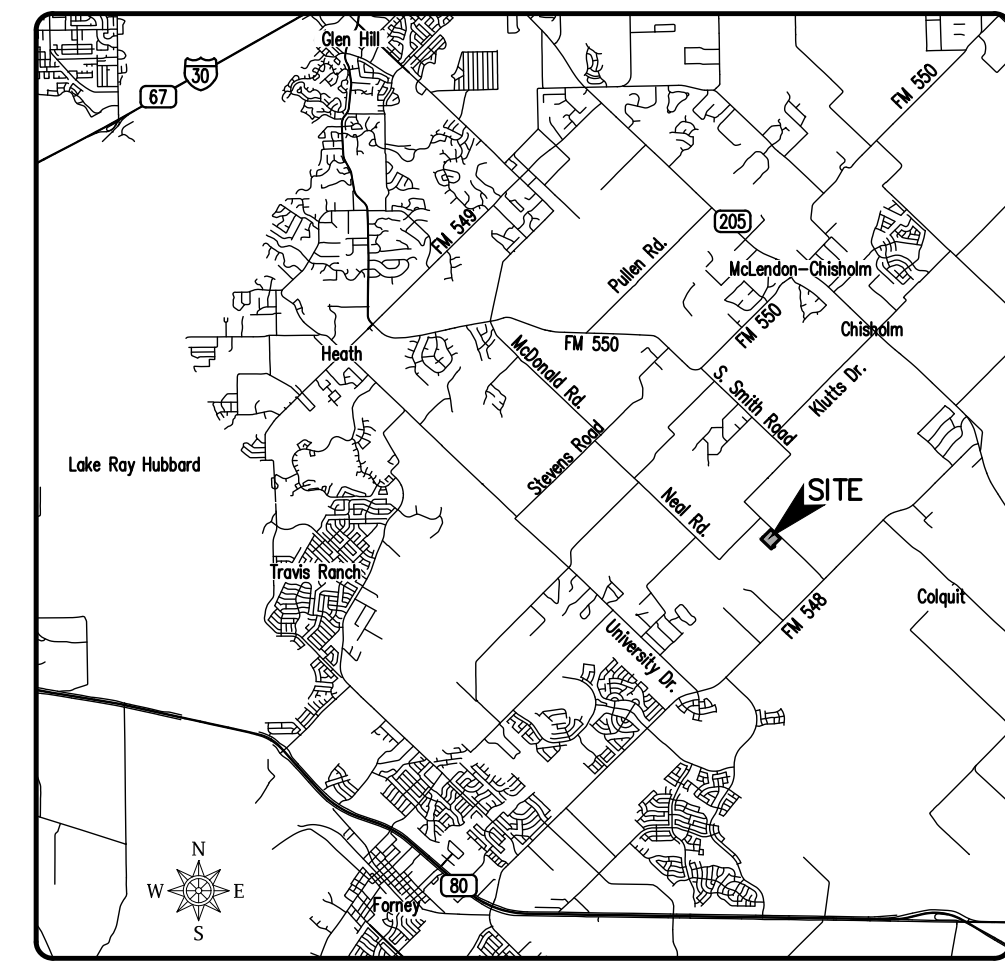 Glen Hill
30
67
FM 550
FM 549
205
Pullen Rd.
McLendon-Chisholm
FM 550
Chisholm
FM 550
Heath
McDonald Rd.
S. Smith Road
Klutts Dr.
Stevens Road
Lake Ray Hubbard
SITE
Neal Rd.
Travis Ranch
Colquit
FM 548
University Dr.
N
W E
S
80
Forney